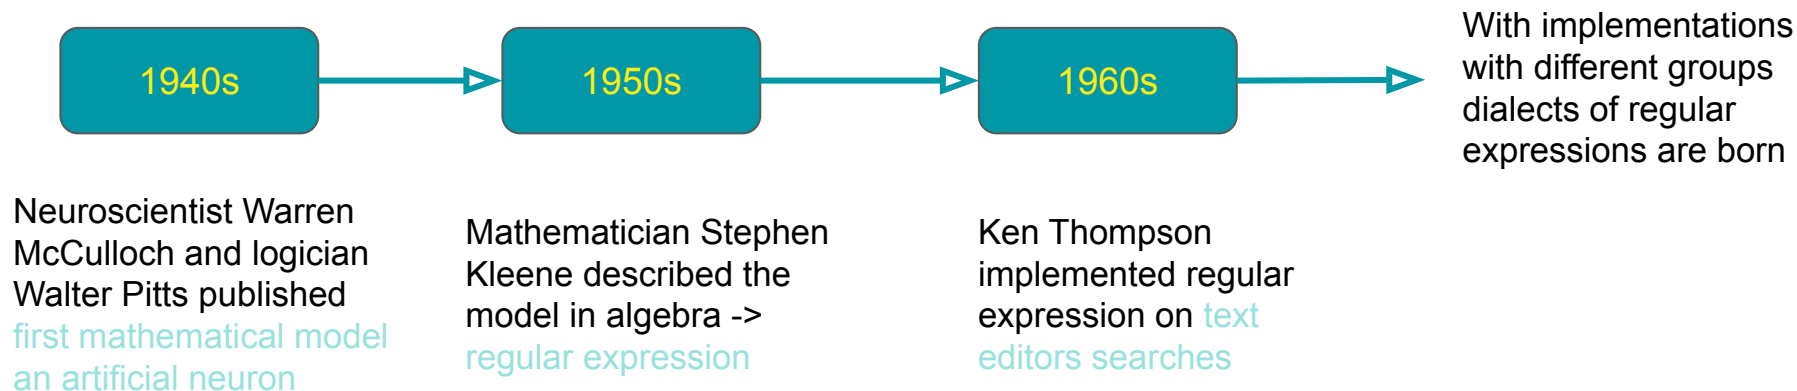 1940s
1950s
1960s
With implementations
with different groups
dialects of regular
expressions are born
Neuroscientist Warren
McCulloch and logician
Walter Pitts published
first mathematical model
an artificial neuron
Mathematician Stephen
Kleene described the
model in algebra ->
regular expression
Ken Thompson
implemented regular
expression on text
editors searches